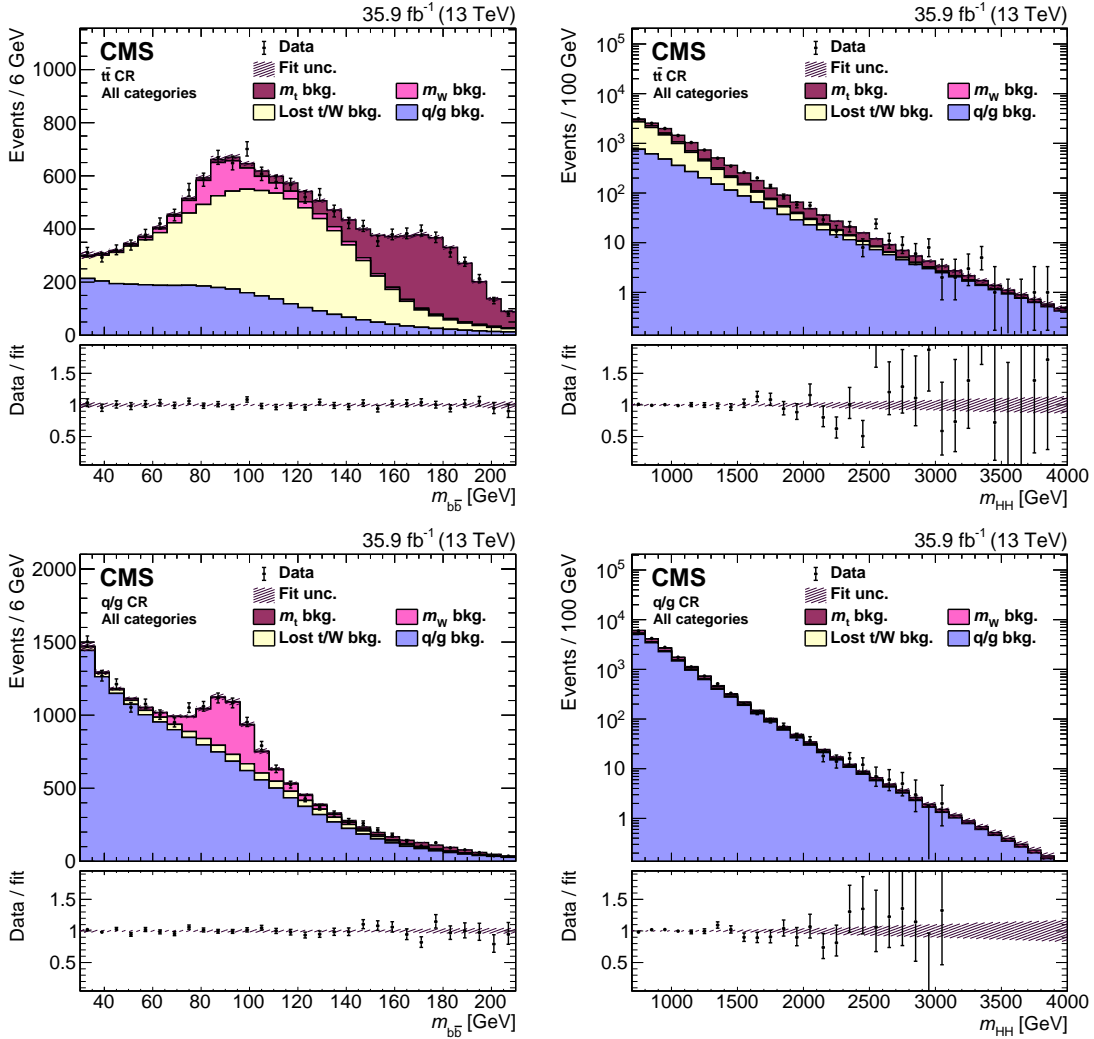 35.9 fb⁻¹ (13 TeV)
CMS
tt̄ CR
All categories
Data
Fit unc.
mₜ bkg.
m_W bkg.
Lost t/W bkg.
q/g bkg.
Events / 6 GeV
1000
800
600
400
200
0
Data / fit
1.5
1
0.5
40 60 80 100 120 140 160 180 200
m_bb̄ [GeV]
35.9 fb⁻¹ (13 TeV)
CMS
tt̄ CR
All categories
Data
Fit unc.
mₜ bkg.
m_W bkg.
Lost t/W bkg.
q/g bkg.
Events / 100 GeV
10⁵
10⁴
10³
10²
10
1
Data / fit
1.5
1
0.5
1000 1500 2000 2500 3000 3500 4000
m_HH [GeV]
35.9 fb⁻¹ (13 TeV)
CMS
q/g CR
All categories
Data
Fit unc.
mₜ bkg.
m_W bkg.
Lost t/W bkg.
q/g bkg.
Events / 6 GeV
2000
1500
1000
500
0
Data / fit
1.5
1
0.5
40 60 80 100 120 140 160 180 200
m_bb̄ [GeV]
35.9 fb⁻¹ (13 TeV)
CMS
q/g CR
All categories
Data
Fit unc.
mₜ bkg.
m_W bkg.
Lost t/W bkg.
q/g bkg.
Events / 100 GeV
10⁵
10⁴
10³
10²
10
1
Data / fit
1.5
1
0.5
1000 1500 2000 2500 3000 3500 4000
m_HH [GeV]